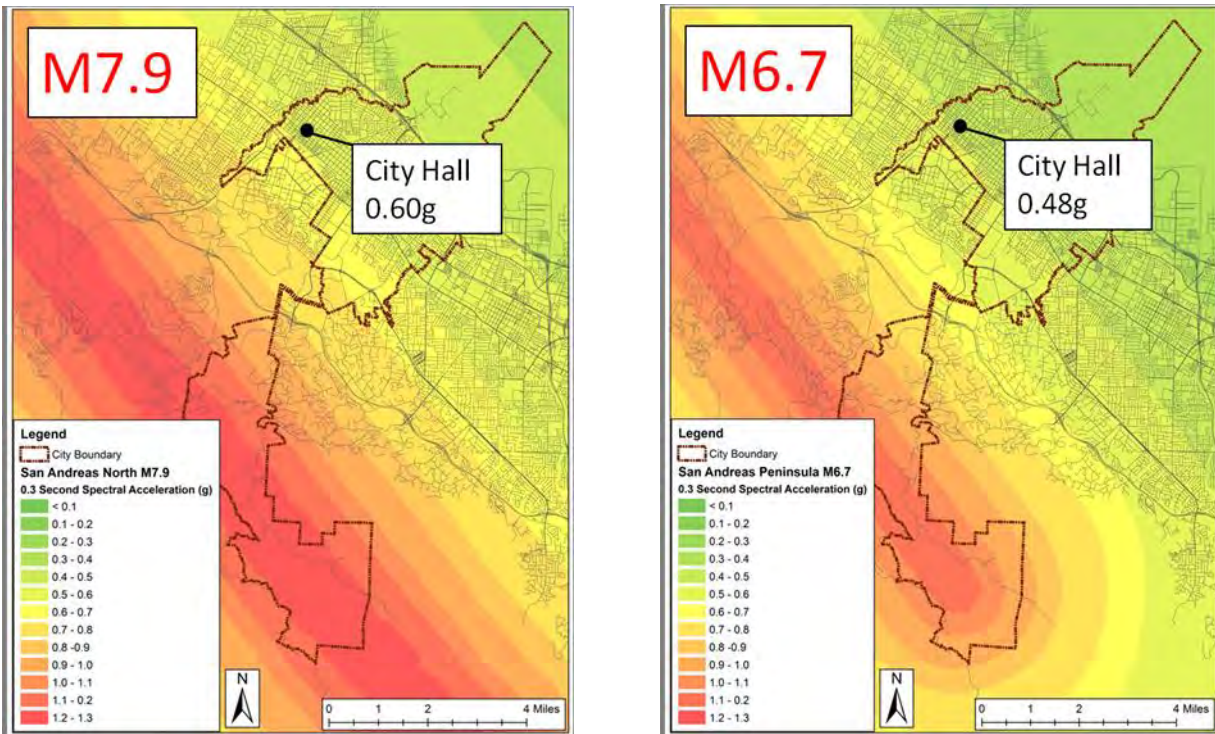 M7.9
City Hall
0.60g
Legend
City Boundary
San Andreas North M7.9
0.3 Second Spectral Acceleration (g)
< 0.1
0.1 - 0.2
0.2 - 0.3
0.3 - 0.4
0.4 - 0.5
0.5 - 0.6
0.6 - 0.7
0.7 - 0.8
0.8 -0.9
0.9 - 1.0
1.0 - 1.1
1.1 - 0.2
1.2 - 1.3
N
0 1 2 4 Miles
M6.7
City Hall
0.48g
Legend
City Boundary
San Andreas Peninsula M6.7
0.3 Second Spectral Acceleration (g)
< 0.1
0.1 - 0.2
0.2 - 0.3
0.3 - 0.4
0.4 - 0.5
0.5 - 0.6
0.6 - 0.7
0.7 - 0.8
0.8 -0.9
0.9 - 1.0
1.0 - 1.1
1.1 - 0.2
1.2 - 1.3
N
0 1 2 4 Miles